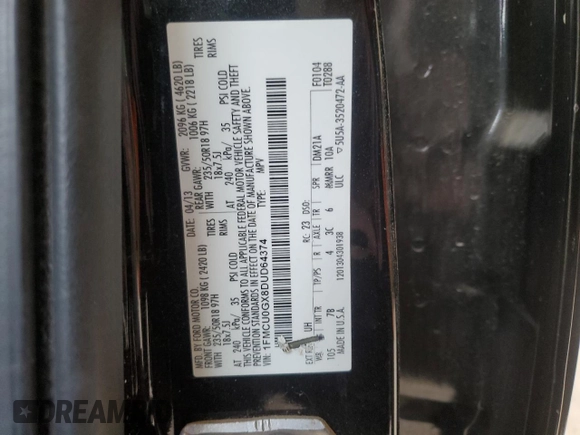 MFD. BY FORD MOTOR CO.
DATE: 04/13 GVWR: 2096 KG ( 4620 LB)
FRONT GAWR: 1098 KG ( 2420 LB) REAR GAWR: 1006 KG ( 2218 LB)
WITH 235/50R18 97H TIRES WITH 235/50R18 97H TIRES
18x7.5J RIMS 18x7.5J RIMS
AT 240 kPa/ 35 PSI COLD AT 240 kPa/ 35 PSI COLD
THIS VEHICLE CONFORMS TO ALL APPLICABLE FEDERAL MOTOR VEHICLE SAFETY AND THEFT
PREVENTION STANDARDS IN EFFECT ON THE DATE OF MANUFACTURE SHOWN ABOVE.
VIN: 1FMCU0GX8DUD64374 TYPE: MPV
F0104
T0288
EXT PNT: UH RC: 23 DSO: DM21A
INT TR TP/PS R AXLE TR SPR
105 7B 4 3C 6 10A
MADE IN U.S.A. 1201304301938 ULC 5U5A-3520472-AA
DREAM